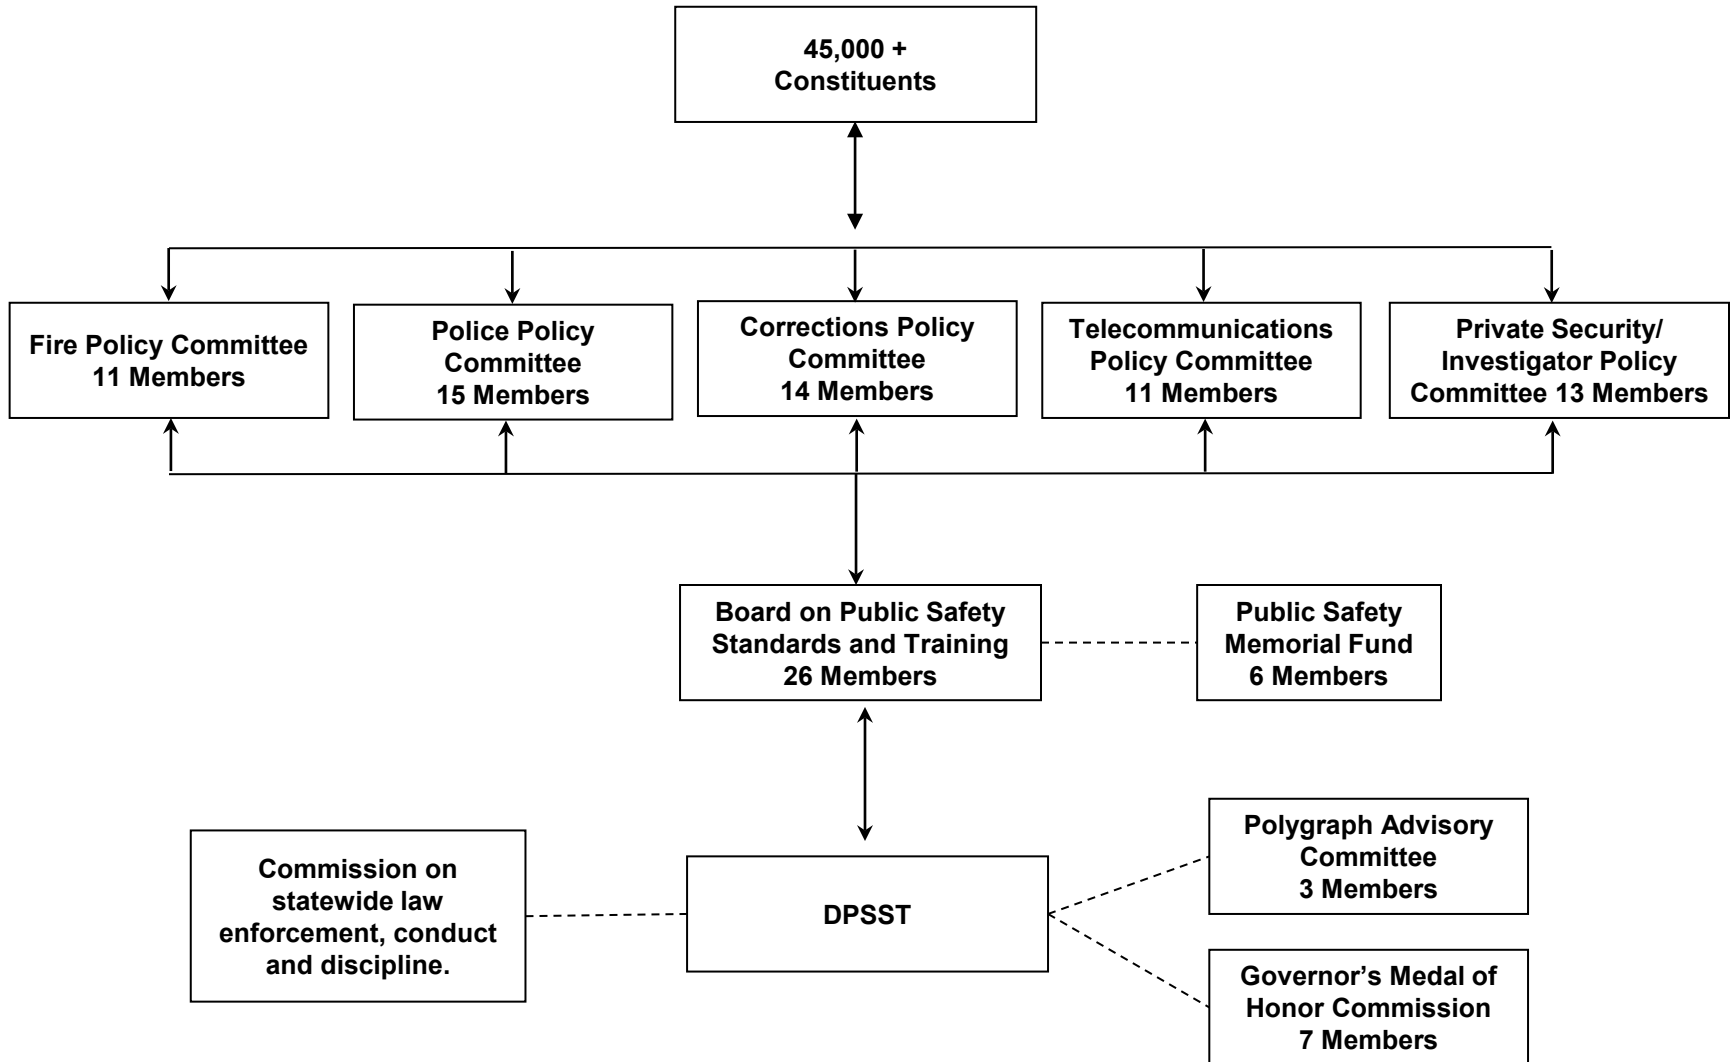 45,000 +
Constituents
Fire Policy Committee
11 Members
Police Policy
Committee
15 Members
Corrections Policy
Committee
14 Members
Telecommunications
Policy Committee
11 Members
Private Security/
Investigator Policy
Committee 13 Members
Board on Public Safety
Standards and Training
26 Members
Public Safety
Memorial Fund
6 Members
Commission on
statewide law
enforcement, conduct
and discipline.
DPSST
Polygraph Advisory
Committee
3 Members
Governor’s Medal of
Honor Commission
7 Members